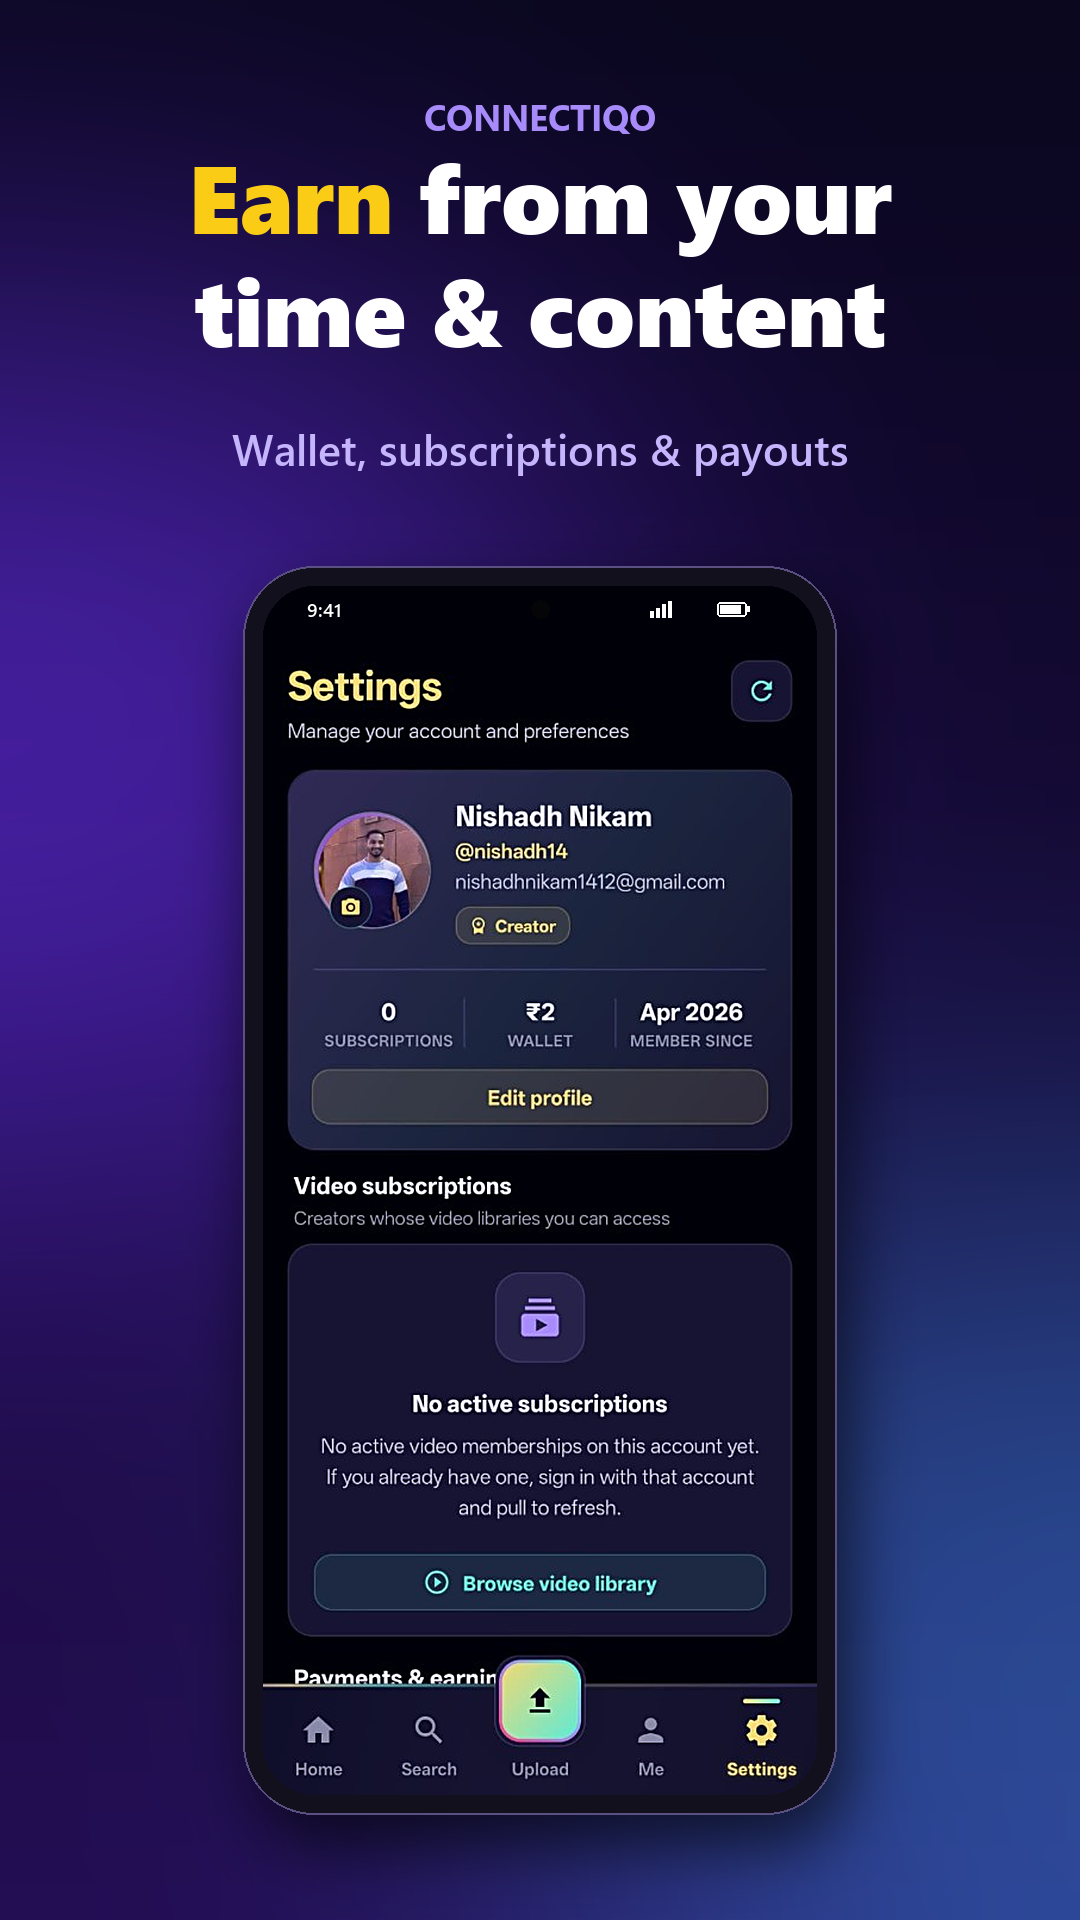 CONNECTIQO
Earn from your
time & content
Wallet, subscriptions & payouts
9:41
Settings
Manage your account and preferences
Nishadh Nikam
@nishadh14
nishadhnikam1412@gmail.com
Creator
0
SUBSCRIPTIONS
₹2
WALLET
Apr 2026
MEMBER SINCE
Edit profile
Video subscriptions
Creators whose video libraries you can access
No active subscriptions
No active video memberships on this account yet.
If you already have one, sign in with that account
and pull to refresh.
Browse video library
Payments & earnin
Home
Search
Upload
Me
Settings